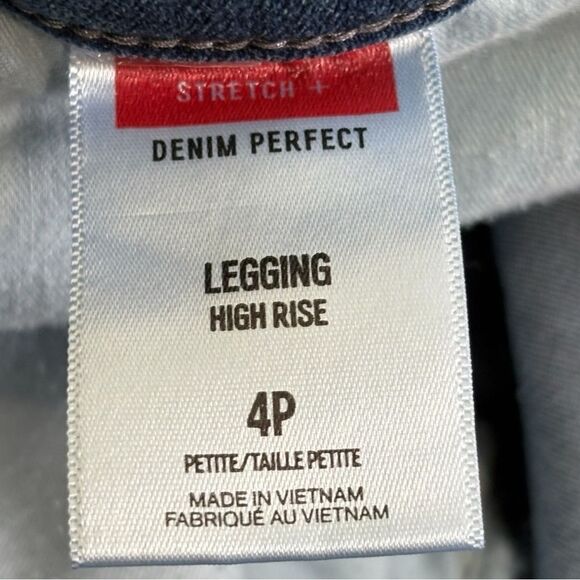 STRETCH +
DENIM PERFECT
LEGGING
HIGH RISE
4P
PETITE/TAILLE PETITE
MADE IN VIETNAM
FABRIQUÉ AU VIETNAM